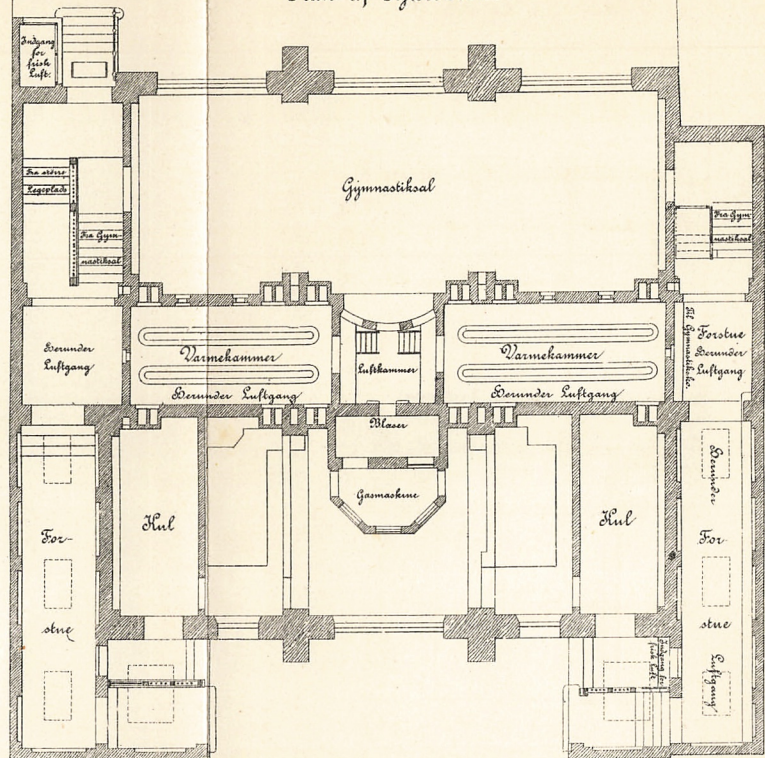 Indgang
for
frisk
Luft.
Gymnastiksal
Fra større
Legeplads
Fra Gym-
nastiksal
Fra Gym-
nastiksal
Derunder
Luftgang
Varmekammer
Derunder Luftgang
Luftkammer
Varmekammer
Derunder Luftgang
Til Gymnastiksal.
Forstue
Derunder
Luftgang
Blæser
Gasmaskine
Kul
Kul
For-
stue
Derunder
For
stue
Luftgang
Indgang for
frisk Luft.